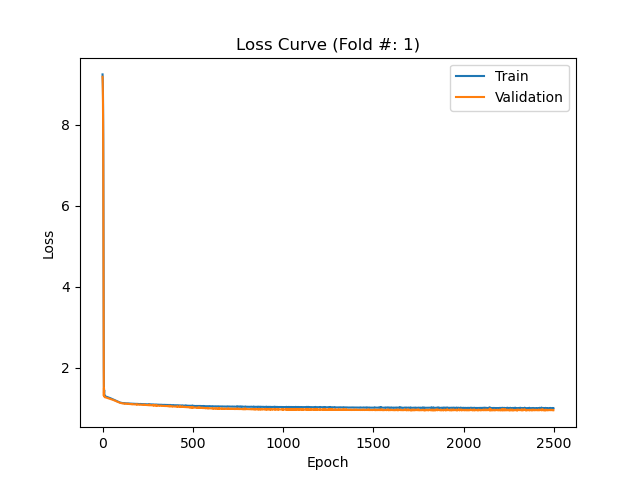 Loss Curve (Fold #: 1)
Train
Validation
8
6
4
2
Loss
0 500 1000 1500 2000 2500
Epoch